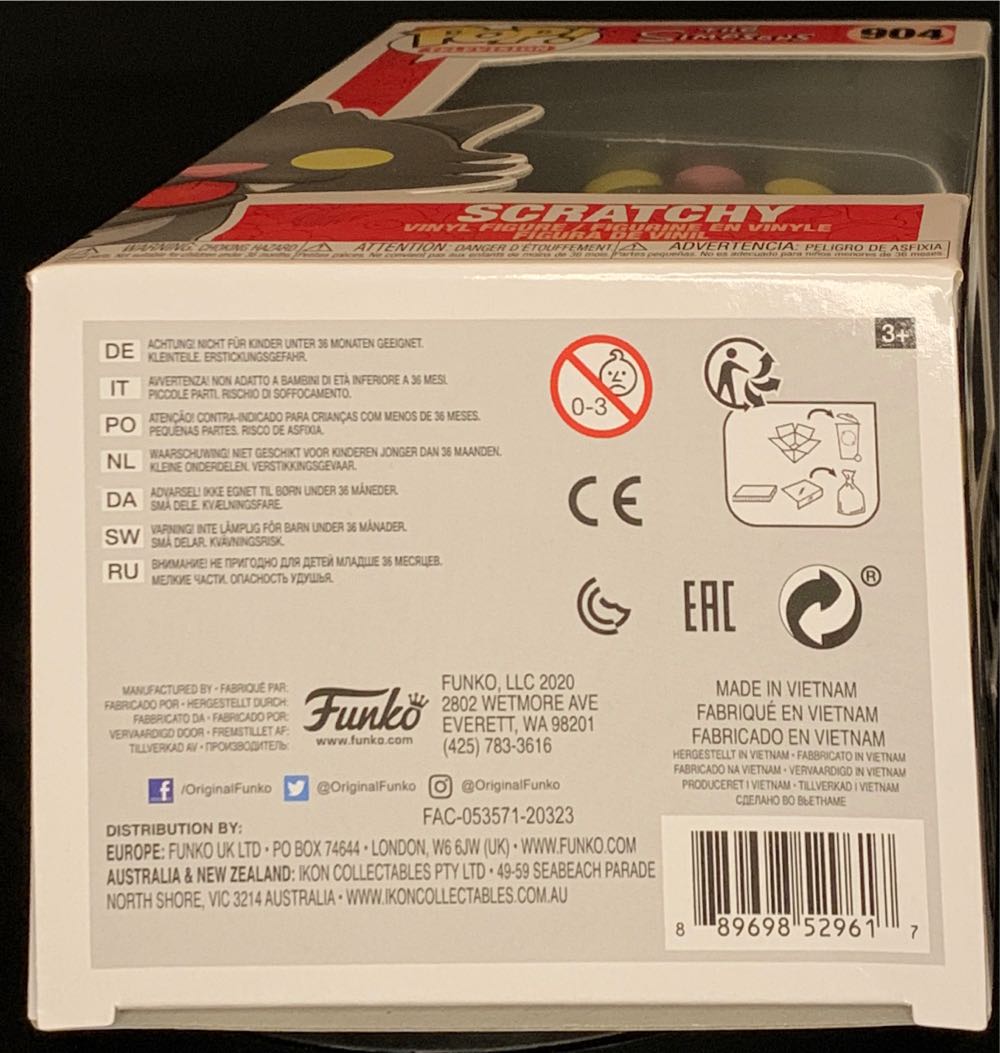 POP!
TELEVISION
THE
SIMPSONS
904
SCRATCHY
VINYL FIGURE / FIGURINE EN VINYLE
FIGURA DE VINIL
WARNING: CHOKING HAZARD ATTENTION: DANGER D'ÉTOUFFEMENT ADVERTENCIA: PELIGRO DE ASFIXIA
3+
DE ACHTUNG! NICHT FÜR KINDER UNTER 36 MONATEN GEEIGNET.
KLEINTEILE. ERSTICKUNGSGEFAHR.
IT AVVERTENZA! NON ADATTO A BAMBINI DI ETÀ INFERIORE A 36 MESI.
PICCOLE PARTI. RISCHIO DI SOFFOCAMENTO.
PO ATENÇÃO! CONTRA-INDICADO PARA CRIANÇAS COM MENOS DE 36 MESES.
PEQUENAS PARTES. RISCO DE ASFIXIA.
NL WAARSCHUWING! NIET GESCHIKT VOOR KINDEREN JONGER DAN 36 MAANDEN.
KLEINE ONDERDELEN. VERSTIKKINGSGEVAAR.
DA ADVARSEL! IKKE EGNET TIL BØRN UNDER 36 MÅNEDER.
SMÅ DELE. KVÆLNINGSFARE.
SW VARNING! INTE LÄMPLIG FÖR BARN UNDER 36 MÅNADER.
SMÅ DELAR. KVÄVNINGSRISK.
RU ВНИМАНИЕ! НЕ ПРИГОДНО ДЛЯ ДЕТЕЙ МЛАДШЕ 36 МЕСЯЦЕВ.
МЕЛКИЕ ЧАСТИ. ОПАСНОСТЬ УДУШЬЯ.
0-3
CE
EAC
®
MANUFACTURED BY • FABRIQUÉ PAR:
FABRICADO POR • HERGESTELLT DURCH:
FABBRICATO DA • FABRICADO POR:
VERVAARDIGD DOOR • FREMSTILLET AF:
TILLVERKAD AV • ПРОИЗВОДИТЕЛЬ:
Funko
www.funko.com
FUNKO, LLC 2020
2802 WETMORE AVE
EVERETT, WA 98201
(425) 783-3616
/OriginalFunko @OriginalFunko @OriginalFunko
FAC-053571-20323
DISTRIBUTION BY:
EUROPE: FUNKO UK LTD • PO BOX 74644 • LONDON, W6 6JW (UK) • WWW.FUNKO.COM
AUSTRALIA & NEW ZEALAND: IKON COLLECTABLES PTY LTD • 49-59 SEABEACH PARADE
NORTH SHORE, VIC 3214 AUSTRALIA • WWW.IKONCOLLECTABLES.COM.AU
MADE IN VIETNAM
FABRIQUÉ EN VIETNAM
FABRICADO EN VIETNAM
HERGESTELLT IN VIETNAM • FABBRICATO IN VIETNAM
FABRICADO NA VIETNAM • VERVAARDIGD IN VIETNAM
PRODUCERET I VIETNAM • TILLVERKAD I VIETNAM
СДЕЛАНО ВО ВЬЕТНАМЕ
8 89698 52961 7